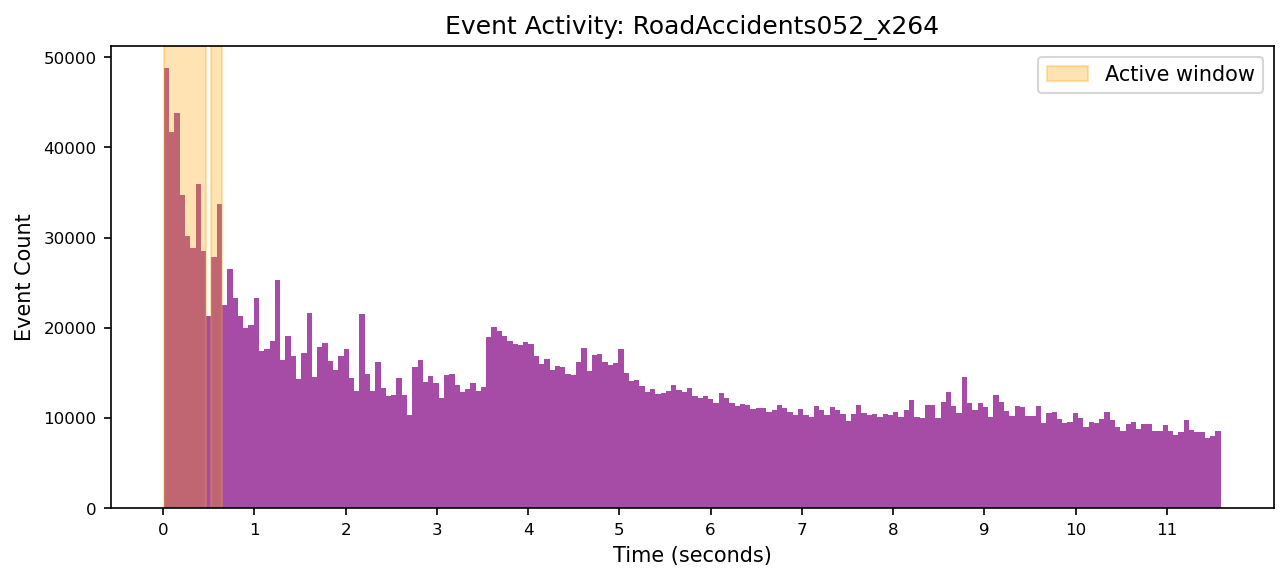 Event Activity: RoadAccidents052_x264
Active window
Event Count
50000
40000
30000
20000
10000
0
0 1 2 3 4 5 6 7 8 9 10 11
Time (seconds)